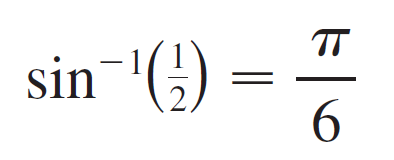 sin⁻¹(1/2) = π/6